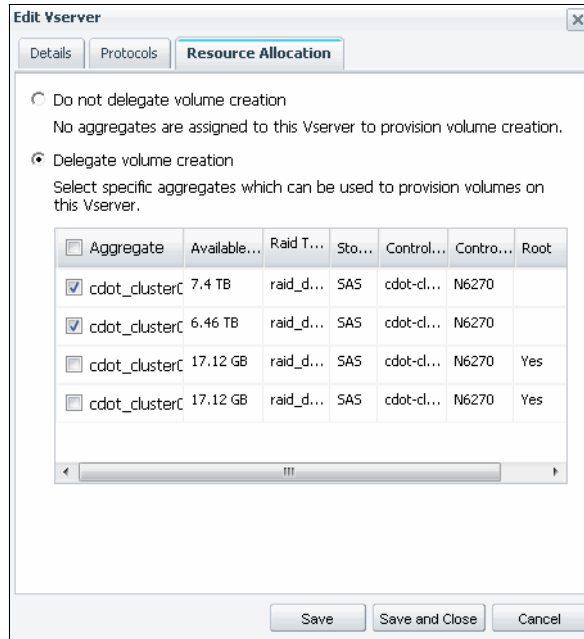 Edit Vserver
Details Protocols Resource Allocation
Do not delegate volume creation
No aggregates are assigned to this Vserver to provision volume creation.
Delegate volume creation
Select specific aggregates which can be used to provision volumes on
this Vserver.
Aggregate Available... Raid T... Sto... Control... Contro... Root
cdot_cluster0 7.4 TB raid_d... SAS cdot-cl... N6270
cdot_cluster0 6.46 TB raid_d... SAS cdot-cl... N6270
cdot_cluster0 17.12 GB raid_d... SAS cdot-cl... N6270 Yes
cdot_cluster0 17.12 GB raid_d... SAS cdot-cl... N6270 Yes
Save Save and Close Cancel